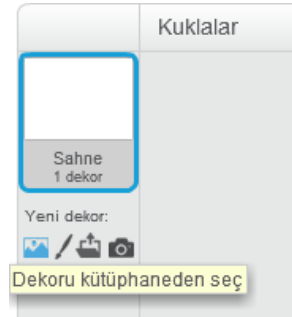 Kuklalar
Sahne
1 dekor
Yeni dekor:
Dekoru kütüphaneden seç